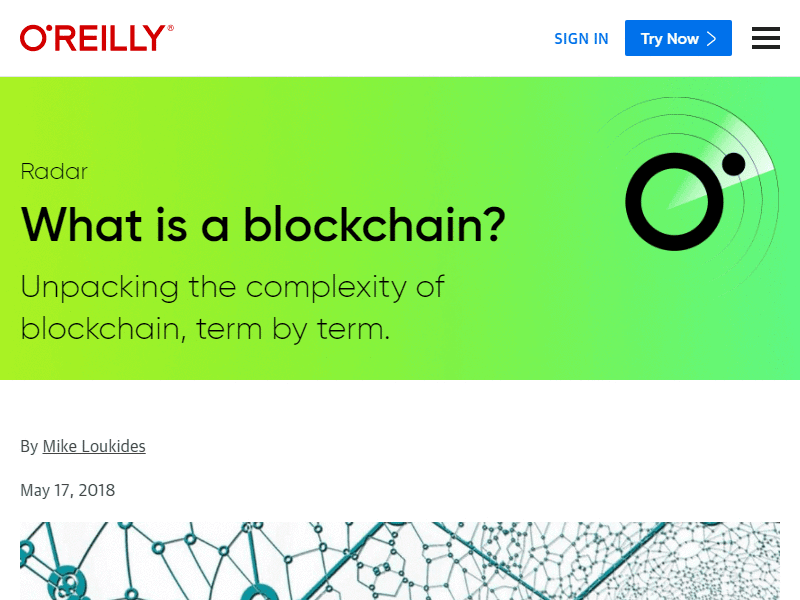 O'REILLY®
SIGN IN
Try Now
Radar
What is a blockchain?
Unpacking the complexity of
blockchain, term by term.
By Mike Loukides
May 17, 2018